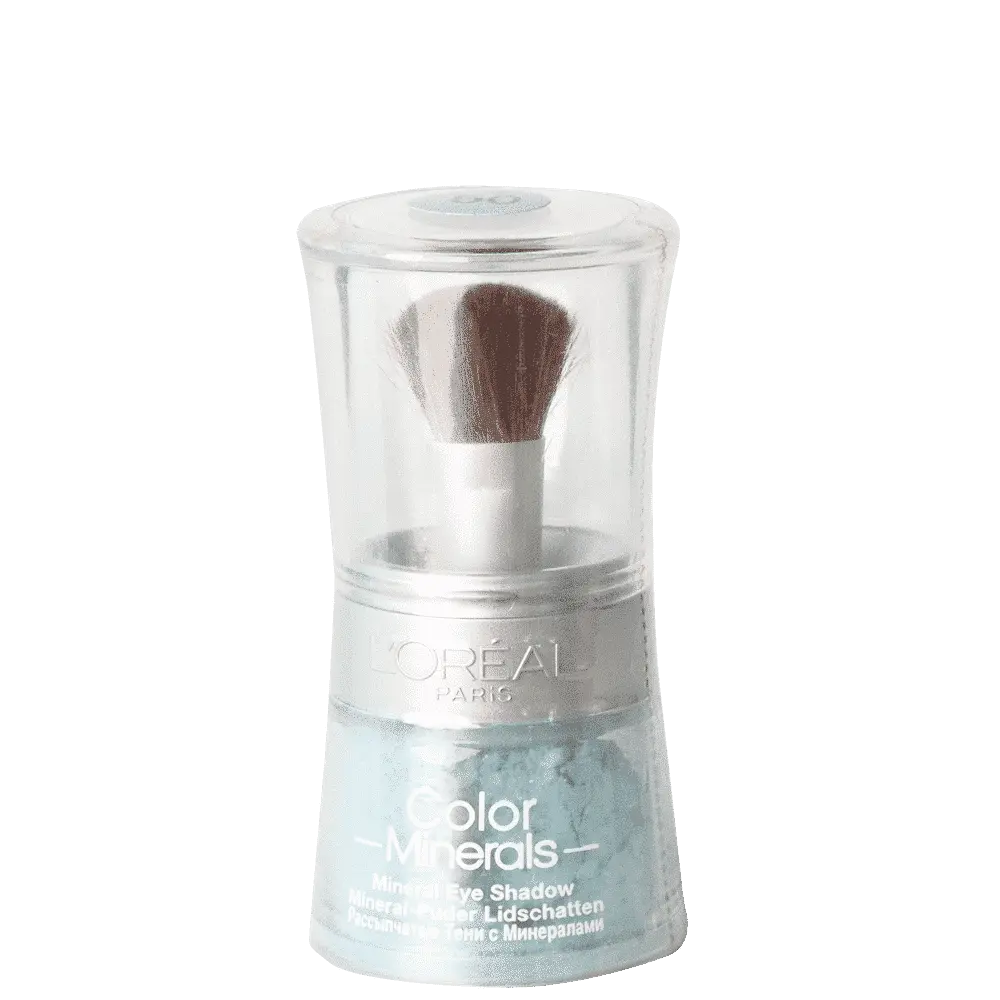 L'ORÉAL
PARIS
Color
Minerals
Mineral Eye Shadow
Mineral-Puder Lidschatten
Рассыпчатые Тени с Минералами